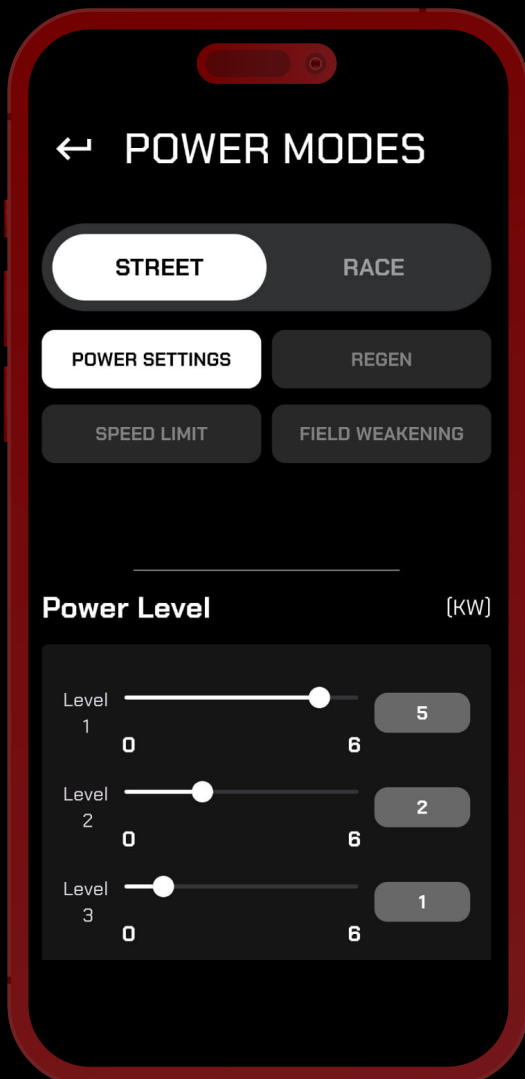 POWER MODES
STREET RACE
POWER SETTINGS REGEN
SPEED LIMIT FIELD WEAKENING
Power Level (KW)
Level
1
5
0 6
Level
2
2
0 6
Level
3
1
0 6